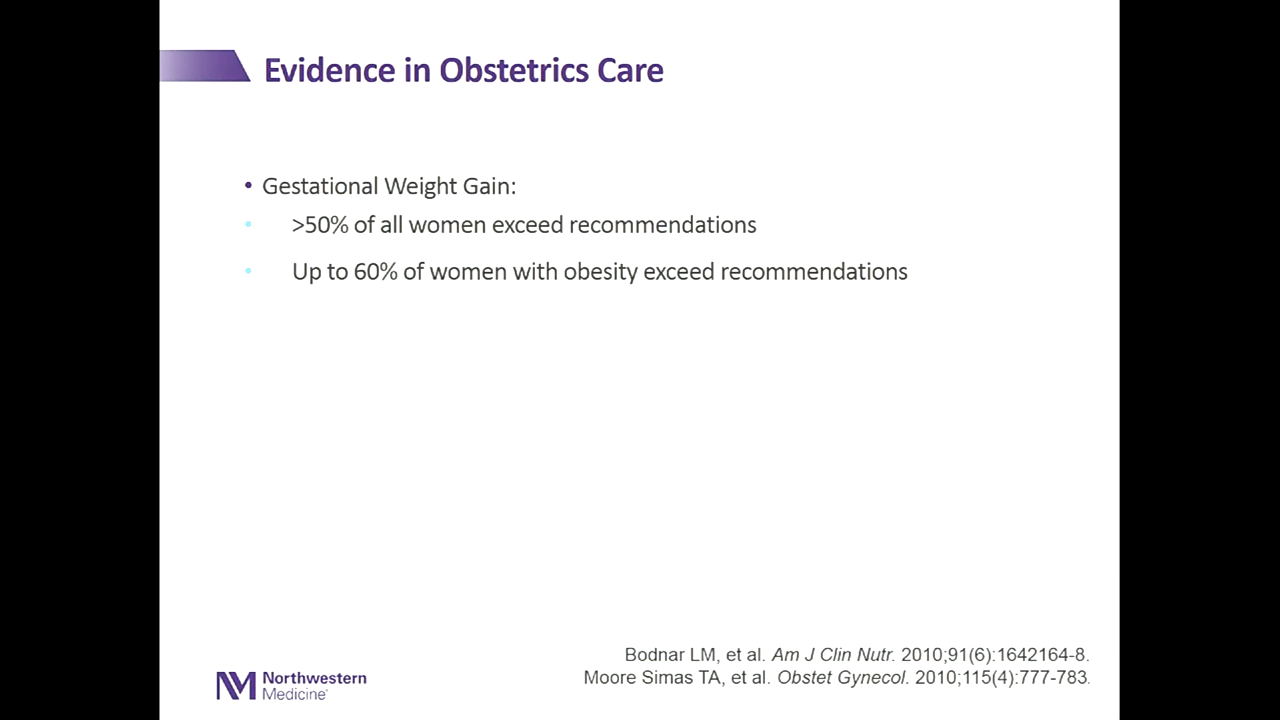 Evidence in Obstetrics Care
• Gestational Weight Gain:
• >50% of all women exceed recommendations
• Up to 60% of women with obesity exceed recommendations
Bodnar LM, et al. Am J Clin Nutr. 2010;91(6):1642164-8.
Moore Simas TA, et al. Obstet Gynecol. 2010;115(4):777-783.
NM Northwestern
Medicine